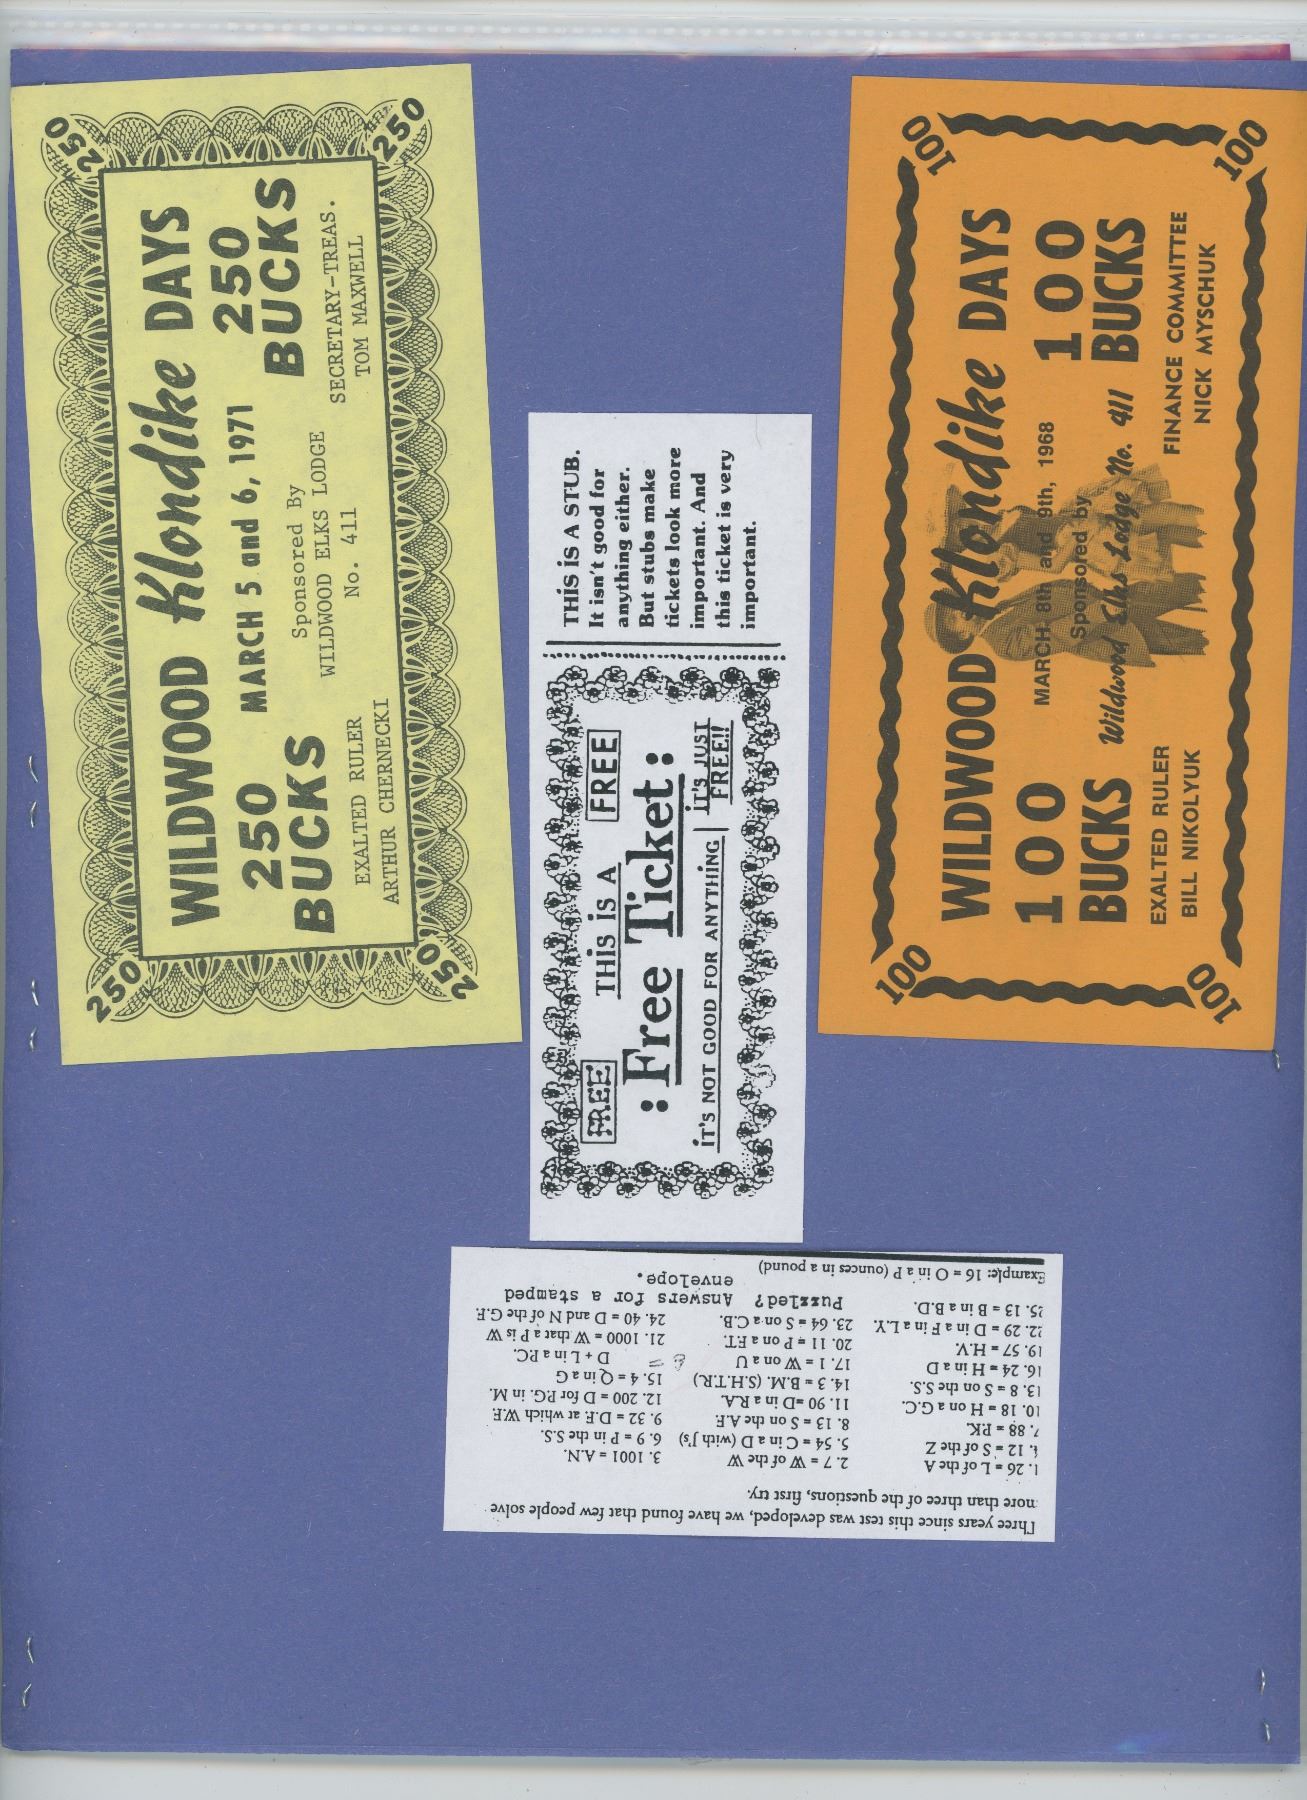 250
250
WILDWOOD Klondike DAYS
250 MARCH 5 and 6, 1971 250
BUCKS BUCKS
Sponsored By
WILDWOOD ELKS LODGE
No. 411
EXALTED RULER
ARTHUR CHERNECKI
SECRETARY-TREAS.
TOM MAXWELL
250
250
FREE THIS IS A FREE
: Free Ticket :
IT'S NOT GOOD FOR ANYTHING IT'S JUST
FREE!!
THIS IS A STUB.
It isn't good for
anything either.
But stubs make
tickets look more
important. And
this ticket is very
important.
100
100
WILDWOOD Klondike DAYS
100 MARCH 8th and 9th, 1968 100
BUCKS Sponsored by BUCKS
Wildwood Elks Lodge No. 411
EXALTED RULER
BILL NIKOLYUK
FINANCE COMMITTEE
NICK MYSCHUK
100
100
Three years since this test was developed, we have found that few people solve
more than three of the questions, first try.
1. 26 = L of the A
2. 7 = W of the W
3. 1001 = A.N.
4. 12 = S of the Z
5. 54 = C in a D (with J's)
6. 9 = P in the S.S.
7. 88 = P.K.
8. 13 = S on the A.F.
9. 32 = D.F. at which W.F.
10. 18 = H on a G.C.
11. 90 =D in a R.A.
12. 200 = D for P.G. in M.
13. 8 = S on the S.S.
14. 3 = B.M. (S.H.T.R.)
15. 4 = Q in a G
16. 24 = H in a D
17. 1 = W on a U
= D + L in a P.C.
19. 57 = H.V.
20. 11 = P on a F.T.
21. 1000 = W that a P is W
22. 29 = D in a F in a L.Y.
23. 64 = S on a C.B.
24. 40 = D and N of the G.F.
25. 13 = B in a B.D.
Puzzled? Answers for a stamped
envelope.
Example: 16 = O in a P (ounces in a pound)